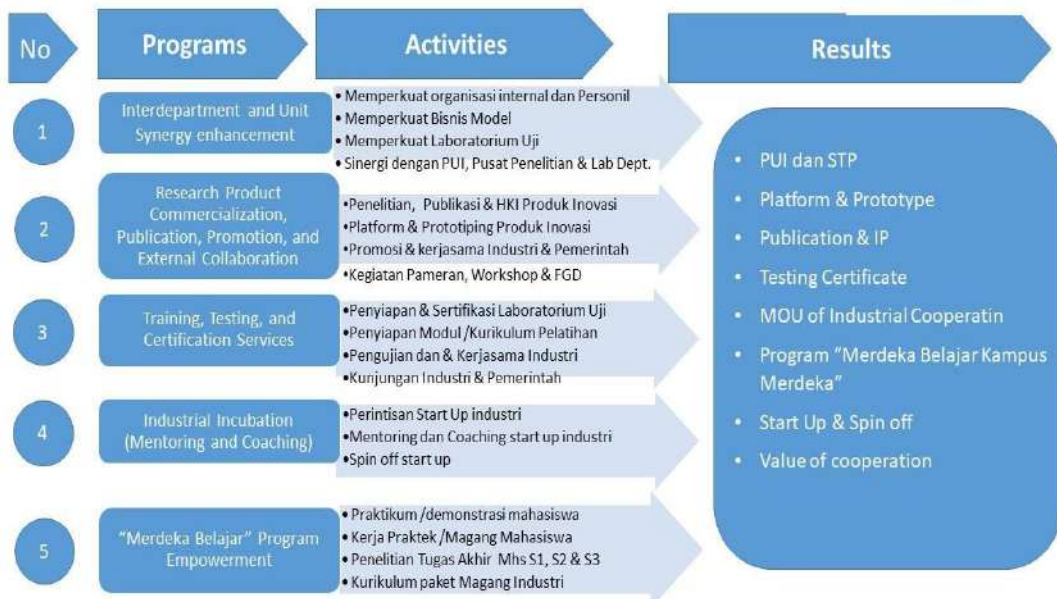 No
Programs
Activities
Results
1
Interdepartment and Unit
Synergy enhancement
• Memperkuat organisasi internal dan Personil
• Memperkuat Bisnis Model
• Memperkuat Laboratorium Uji
• Sinergi dengan PUI, Pusat Penelitian & Lab Dept.
2
Research Product
Commercialization,
Publication, Promotion, and
External Collaboration
•Penelitian, Publikasi & HKI Produk Inovasi
•Platform & Prototiping Produk Inovasi
•Promosi & kerjasama Industri & Pemerintah
•Kegiatan Pameran, Workshop & FGD
3
Training, Testing, and
Certification Services
•Penyiapan & Sertifikasi Laboratorium Uji
•Penyiapan Modul /Kurikulum Pelatihan
•Pengujian dan & Kerjasama Industri
•Kunjungan Industri & Pemerintah
4
Industrial Incubation
(Mentoring and Coaching)
•Perintisan Start Up industri
•Mentoring dan Coaching start up industri
•Spin off start up
5
“Merdeka Belajar” Program
Empowerment
• Praktikum /demonstrasi mahasiswa
• Kerja Praktek /Magang Mahasiswa
• Penelitian Tugas Akhir Mhs S1, S2 & S3
• Kurikulum paket Magang Industri
• PUI dan STP
• Platform & Prototype
• Publication & IP
• Testing Certificate
• MOU of Industrial Cooperatin
• Program “Merdeka Belajar Kampus
Merdeka”
• Start Up & Spin off
• Value of cooperation